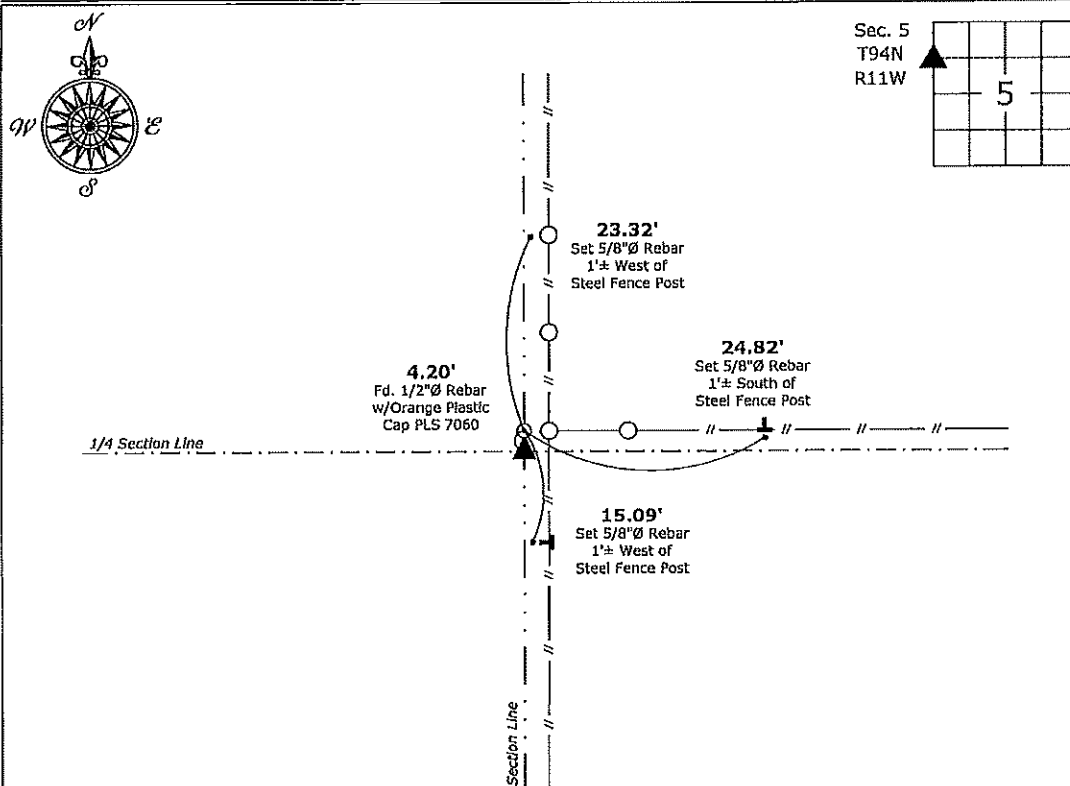 N
W
E
S
Sec. 5
T94N
R11W
5
23.32'
Set 5/8"Ø Rebar
1'± West of
Steel Fence Post
24.82'
Set 5/8"Ø Rebar
1'± South of
Steel Fence Post
4.20'
Fd. 1/2"Ø Rebar
w/Orange Plastic
Cap PLS 7060
1/4 Section Line
15.09'
Set 5/8"Ø Rebar
1'± West of
Steel Fence Post
Section Line